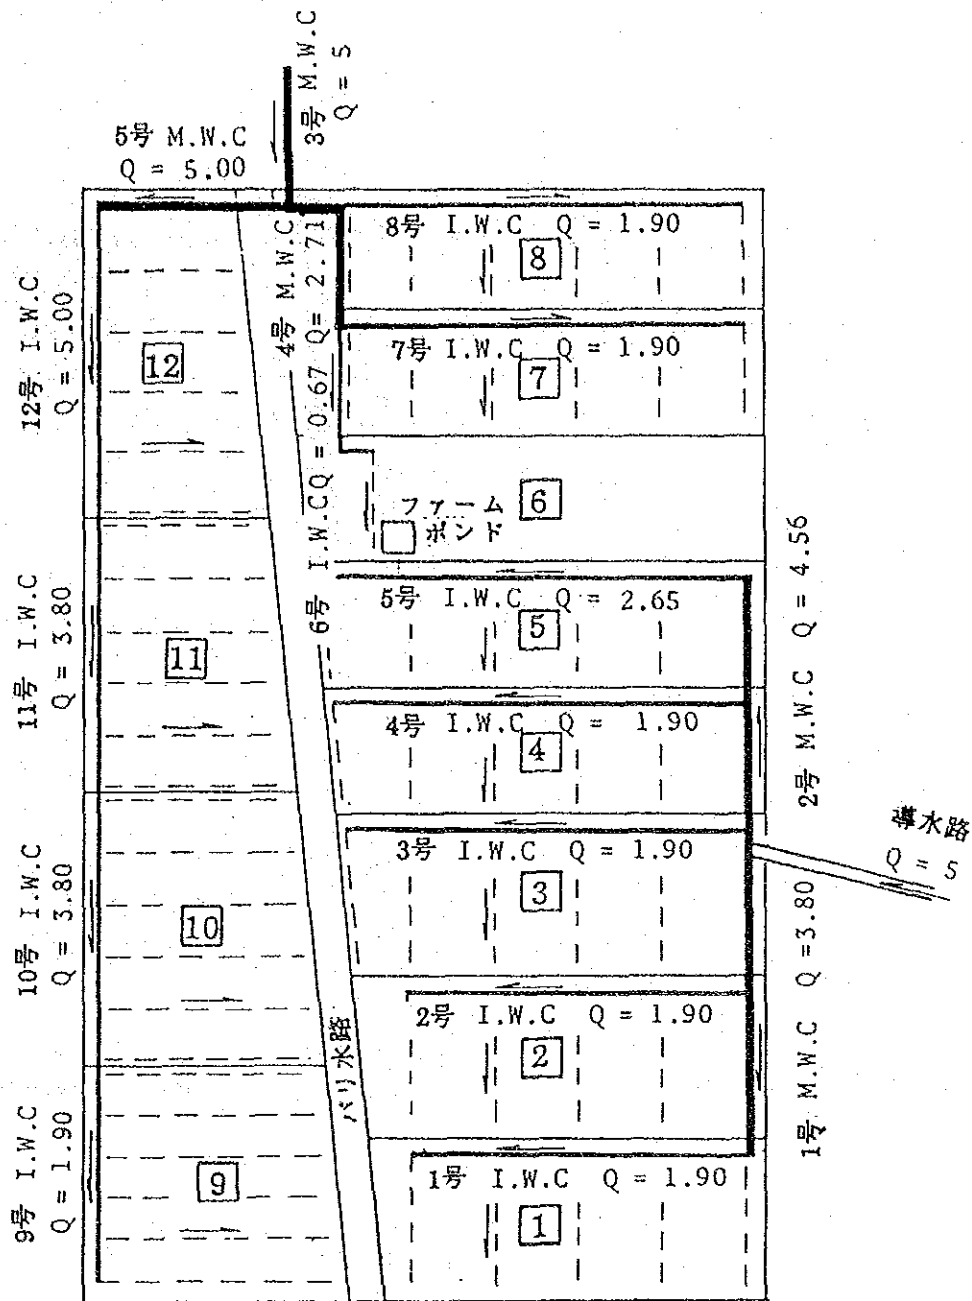 3号 M.W.C
Q = 5
5号 M.W.C
Q = 5.00
4号 M.W.C
Q = 2.71
8号 I.W.C Q = 1.90
8
7号 I.W.C Q = 1.90
7
12号 I.W.C
Q = 5.00
12
6号 I.W.C Q = 0.67
ファーム
ポンド
6
5号 I.W.C Q = 2.65
5
2号 M.W.C Q = 4.56
11号 I.W.C
Q = 3.80
11
4号 I.W.C Q = 1.90
4
導水路
Q = 5
3号 I.W.C Q = 1.90
3
10号 I.W.C
Q = 3.80
10
2号 I.W.C Q = 1.90
2
1号 M.W.C Q =3.80
バリ水路
9号 I.W.C
Q = 1.90
9
1号 I.W.C Q = 1.90
1